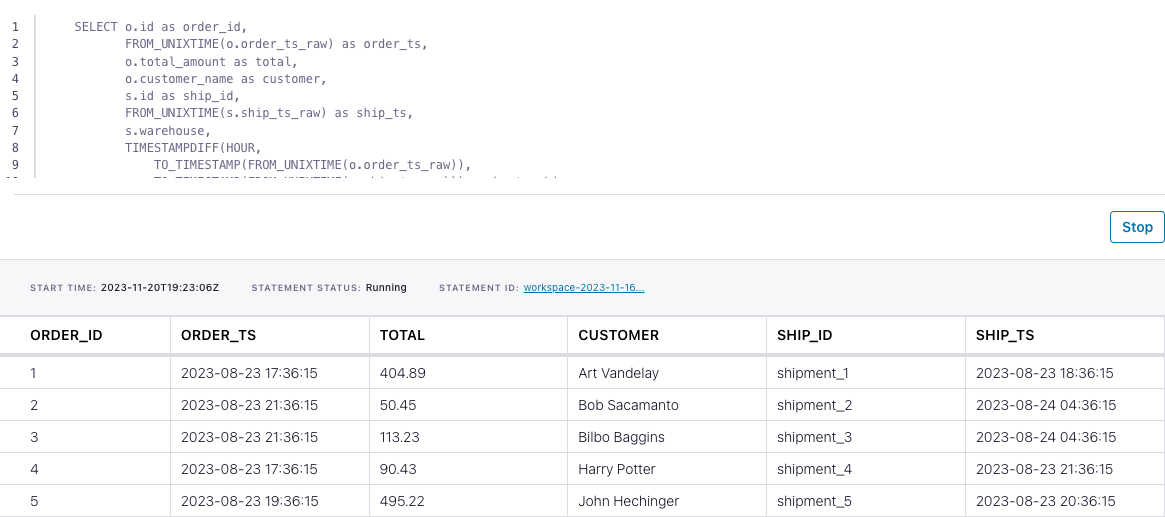 1 SELECT o.id as order_id,
2 FROM_UNIXTIME(o.order_ts_raw) as order_ts,
3 o.total_amount as total,
4 o.customer_name as customer,
5 s.id as ship_id,
6 FROM_UNIXTIME(s.ship_ts_raw) as ship_ts,
7 s.warehouse,
8 TIMESTAMPDIFF(HOUR,
9 TO_TIMESTAMP(FROM_UNIXTIME(o.order_ts_raw)),
Stop
START TIME: 2023-11-20T19:23:06Z STATEMENT STATUS: Running STATEMENT ID: workspace-2023-11-16...
ORDER_ID ORDER_TS TOTAL CUSTOMER SHIP_ID SHIP_TS
1 2023-08-23 17:36:15 404.89 Art Vandelay shipment_1 2023-08-23 18:36:15
2 2023-08-23 21:36:15 50.45 Bob Sacamanto shipment_2 2023-08-24 04:36:15
3 2023-08-23 21:36:15 113.23 Bilbo Baggins shipment_3 2023-08-24 04:36:15
4 2023-08-23 17:36:15 90.43 Harry Potter shipment_4 2023-08-23 21:36:15
5 2023-08-23 19:36:15 495.22 John Hechinger shipment_5 2023-08-23 20:36:15